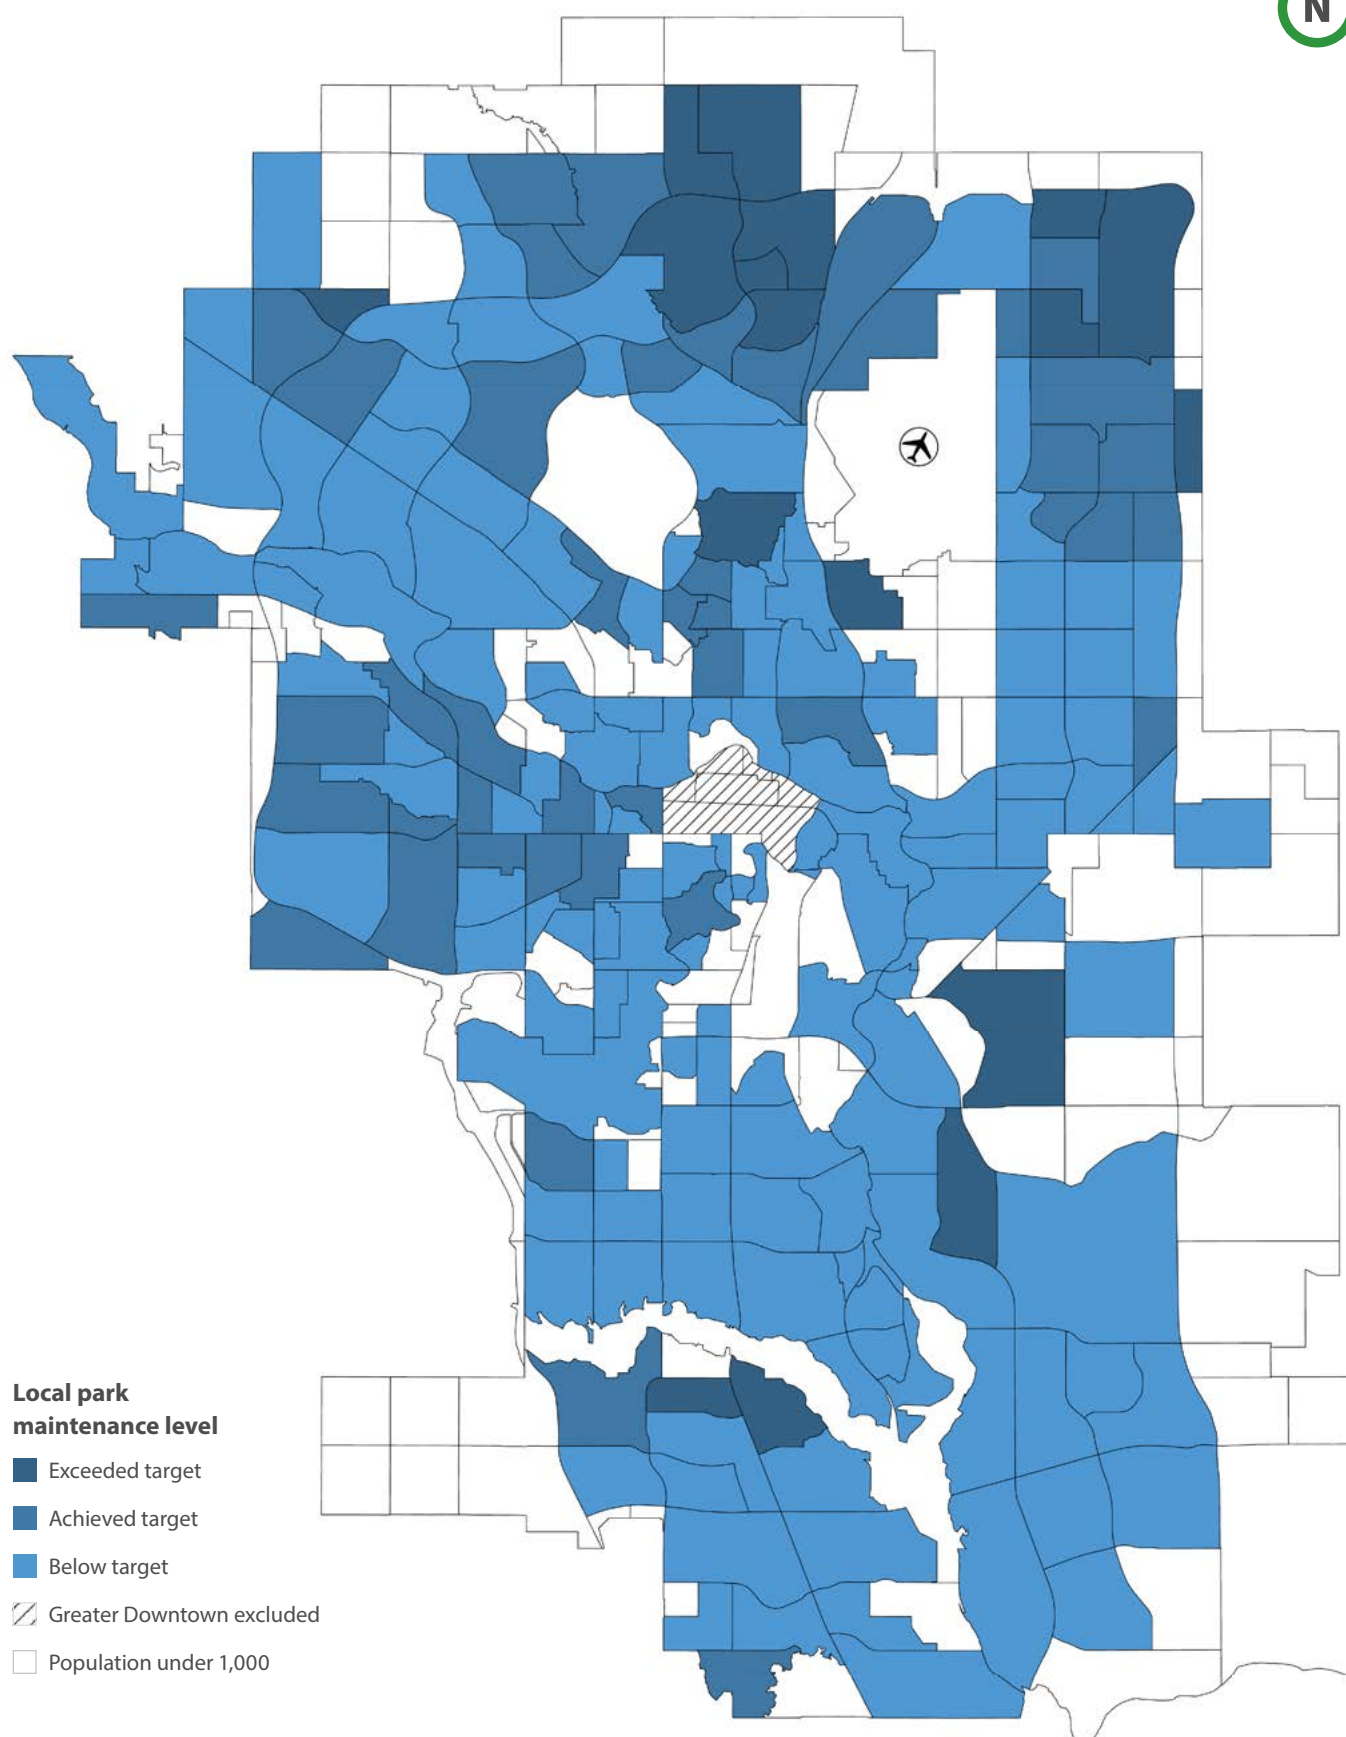 N
Local park
maintenance level
Exceeded target
Achieved target
Below target
Greater Downtown excluded
Population under 1,000